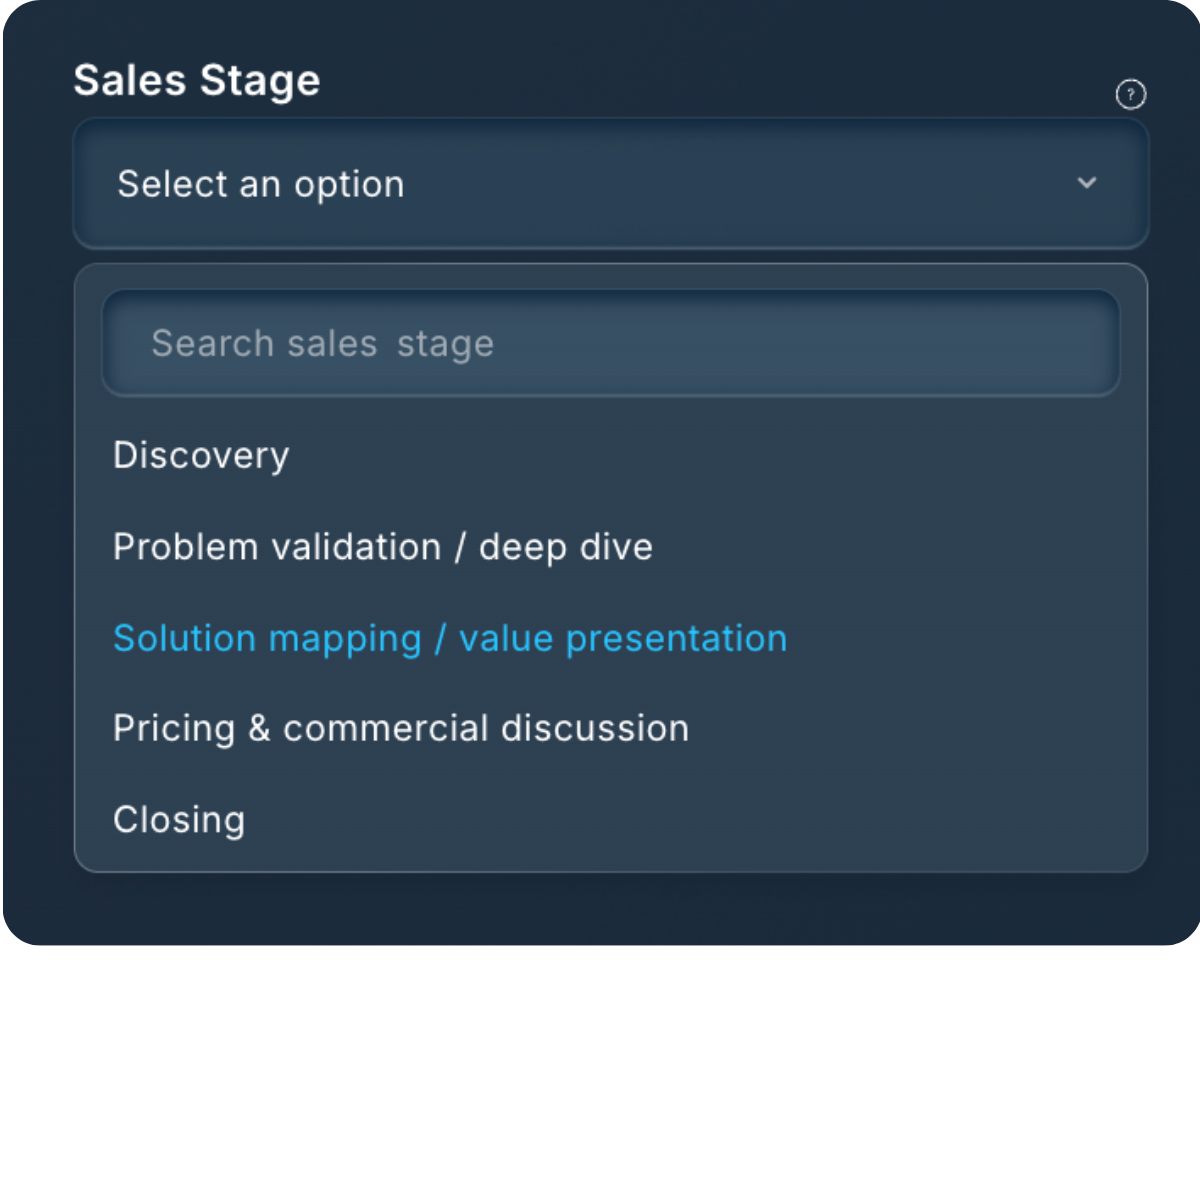 Sales Stage
?
Select an option
Search sales  stage
Discovery
Problem validation / deep dive
Solution mapping / value presentation
Pricing & commercial discussion
Closing